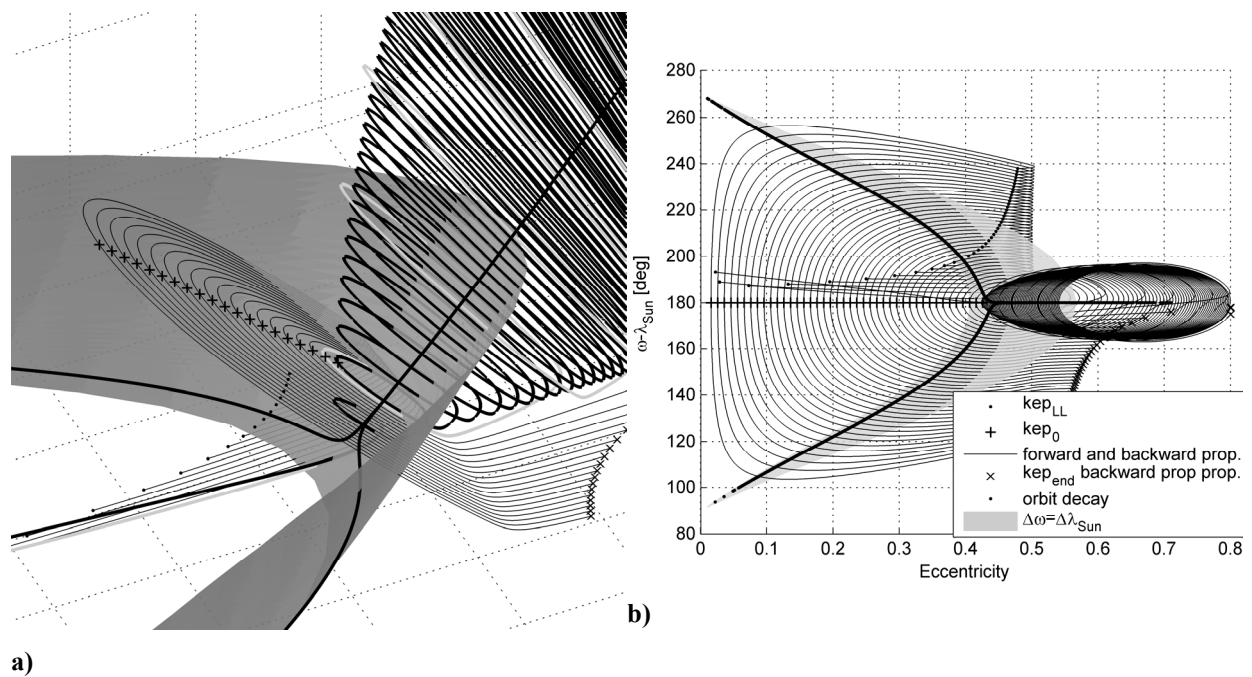 280
260
240
220
200
180
160
140
120
100
80
ω-λSun [deg]
0 0.1 0.2 0.3 0.4 0.5 0.6 0.7 0.8
Eccentricity
kepLL
kep0
forward and backward prop.
kepend backward prop prop.
orbit decay
Δω=ΔλSun
b)
a)